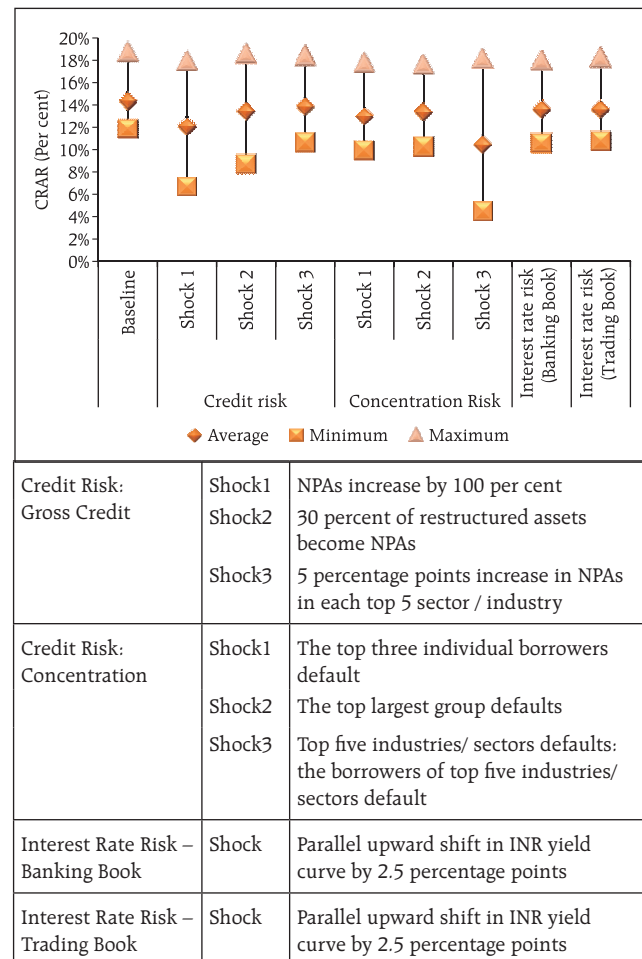 20%
18%
16%
14%
12%
10%
8%
6%
4%
2%
0%
CRAR (Per cent)
Baseline
Shock 1
Shock 2
Shock 3
Shock 1
Shock 2
Shock 3
Interest rate risk
(Banking Book)
Interest rate risk
(Trading Book)
Credit risk
Concentration Risk
Average
Minimum
Maximum
Credit Risk:
Gross Credit
Shock1
NPAs increase by 100 per cent
Shock2
30 percent of restructured assets
become NPAs
Shock3
5 percentage points increase in NPAs
in each top 5 sector / industry
Credit Risk:
Concentration
Shock1
The top three individual borrowers
default
Shock2
The top largest group defaults
Shock3
Top five industries/ sectors defaults:
the borrowers of top five industries/
sectors default
Interest Rate Risk –
Banking Book
Shock
Parallel upward shift in INR yield
curve by 2.5 percentage points
Interest Rate Risk –
Trading Book
Shock
Parallel upward shift in INR yield
curve by 2.5 percentage points